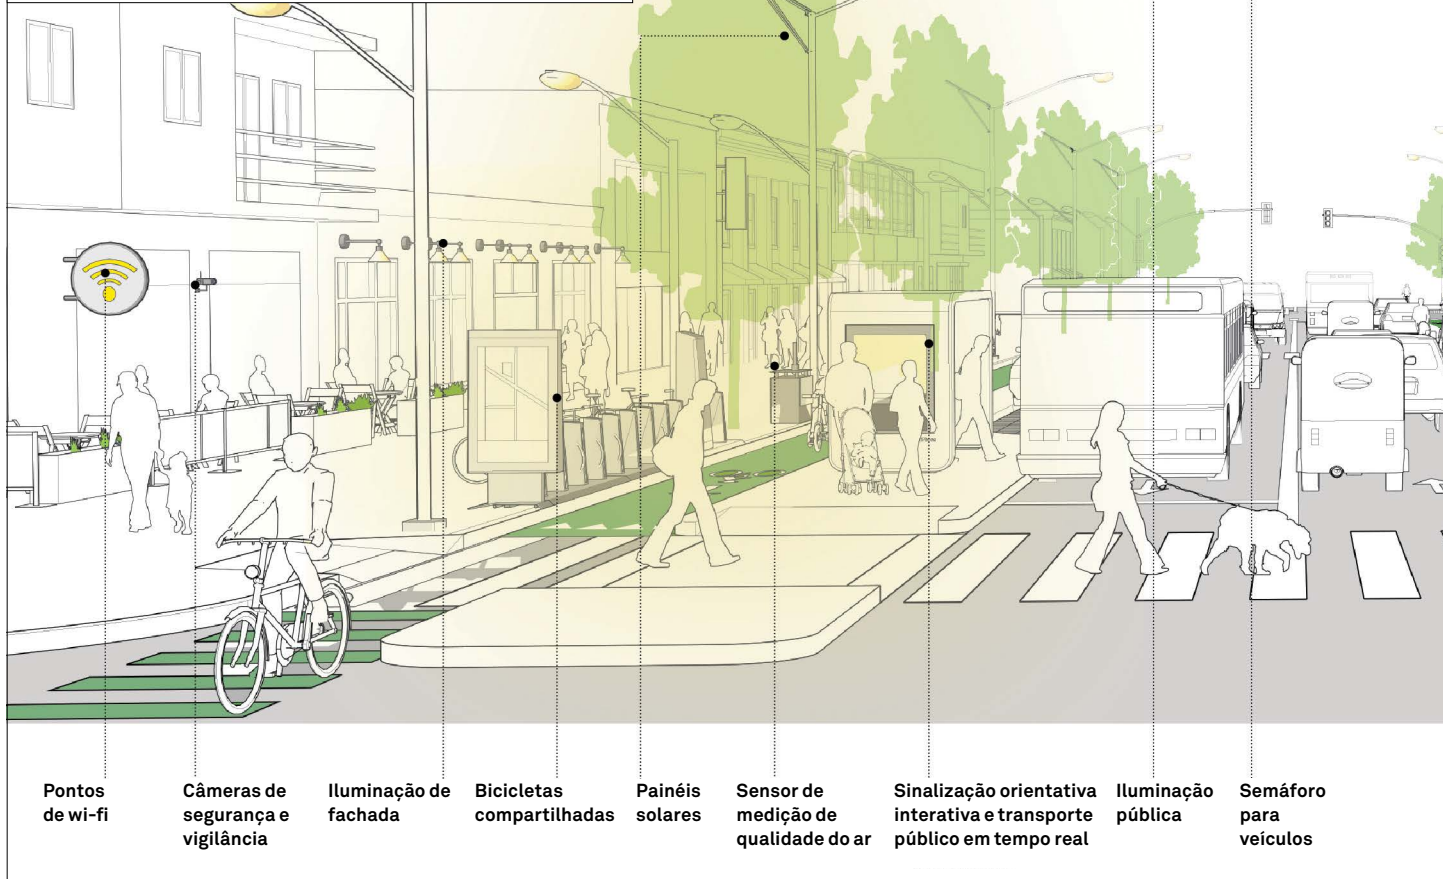 Pontos
de wi-fi
Câmeras de
segurança e
vigilância
Iluminação de
fachada
Bicicletas
compartilhadas
Painéis
solares
Sensor de
medição de
qualidade do ar
Sinalização orientativa
interativa e transporte
público em tempo real
Iluminação
pública
Semáforo
para
veículos